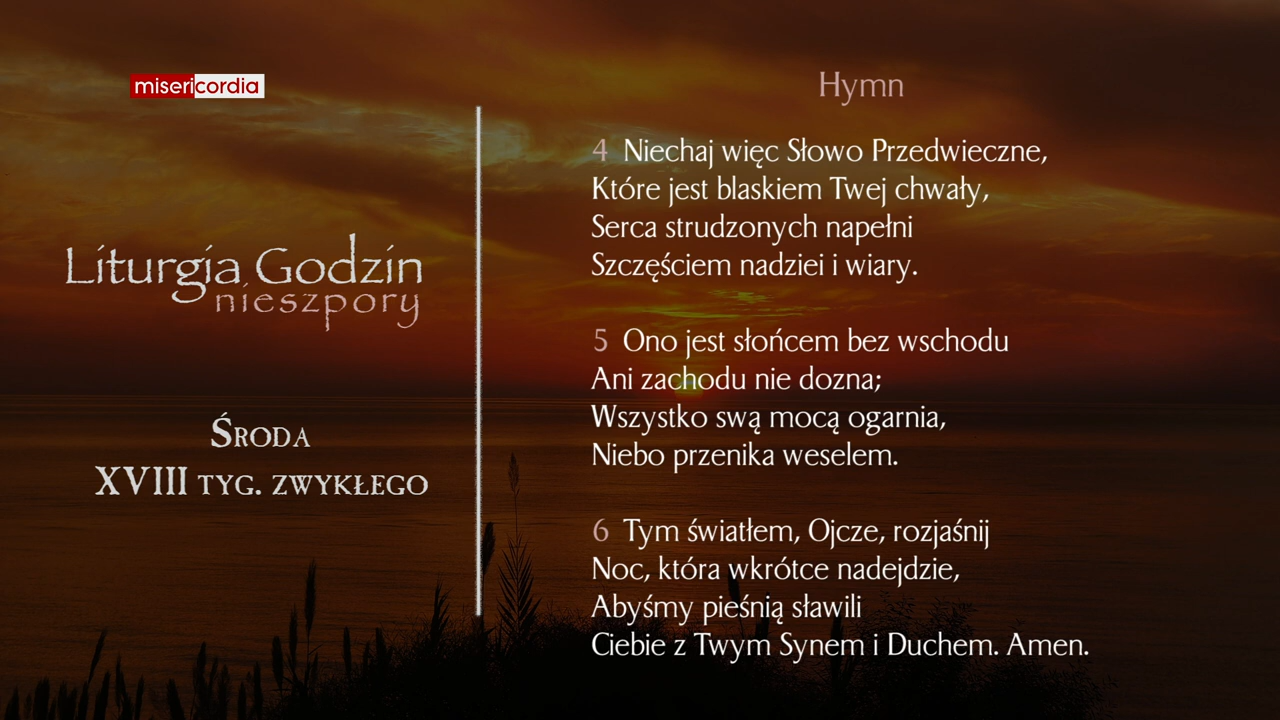 misericordia
Liturgia Godzin
nieszpory
Środa
XVIII tyg. zwykłego
Hymn
4 Niechaj więc Słowo Przedwieczne,
Które jest blaskiem Twej chwały,
Serca strudzonych napełni
Szczęściem nadziei i wiary.
5 Ono jest słońcem bez wschodu
Ani zachodu nie dozna;
Wszystko swą mocą ogarnia,
Niebo przenika weselem.
6 Tym światłem, Ojcze, rozjaśnij
Noc, która wkrótce nadejdzie,
Abyśmy pieśnią sławili
Ciebie z Twym Synem i Duchem. Amen.